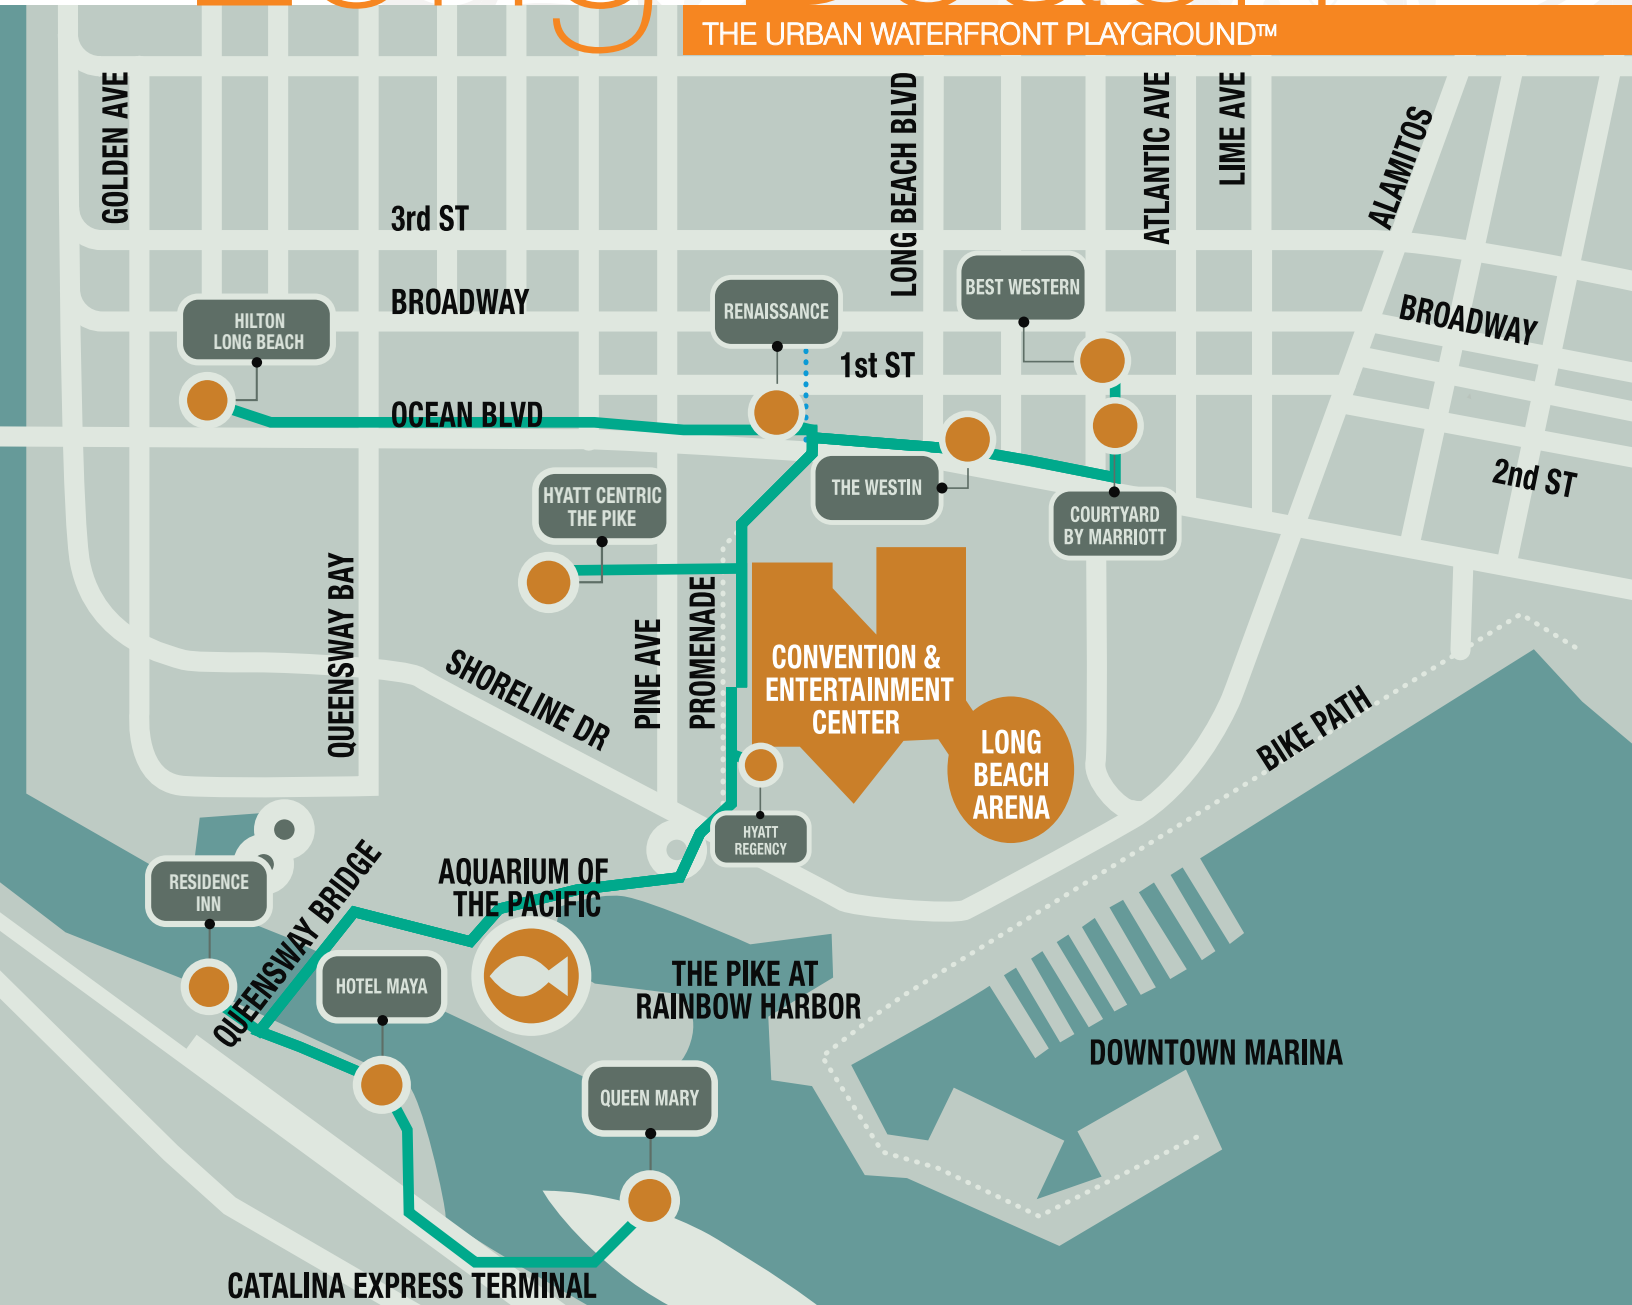 THE URBAN WATERFRONT PLAYGROUND™
GOLDEN AVE
LONG BEACH BLVD
ATLANTIC AVE
LIME AVE
ALAMITOS
3rd ST
BROADWAY
BROADWAY
HILTON
LONG BEACH
RENAISSANCE
BEST WESTERN
1st ST
OCEAN BLVD
2nd ST
HYATT CENTRIC
THE PIKE
THE WESTIN
COURTYARD
BY MARRIOTT
QUEENSWAY BAY
SHORELINE DR
PINE AVE
PROMENADE
CONVENTION &
ENTERTAINMENT
CENTER
LONG
BEACH
ARENA
BIKE PATH
HYATT
REGENCY
AQUARIUM OF
THE PACIFIC
RESIDENCE
INN
QUEENSWAY BRIDGE
HOTEL MAYA
THE PIKE AT
RAINBOW HARBOR
DOWNTOWN MARINA
QUEEN MARY
CATALINA EXPRESS TERMINAL